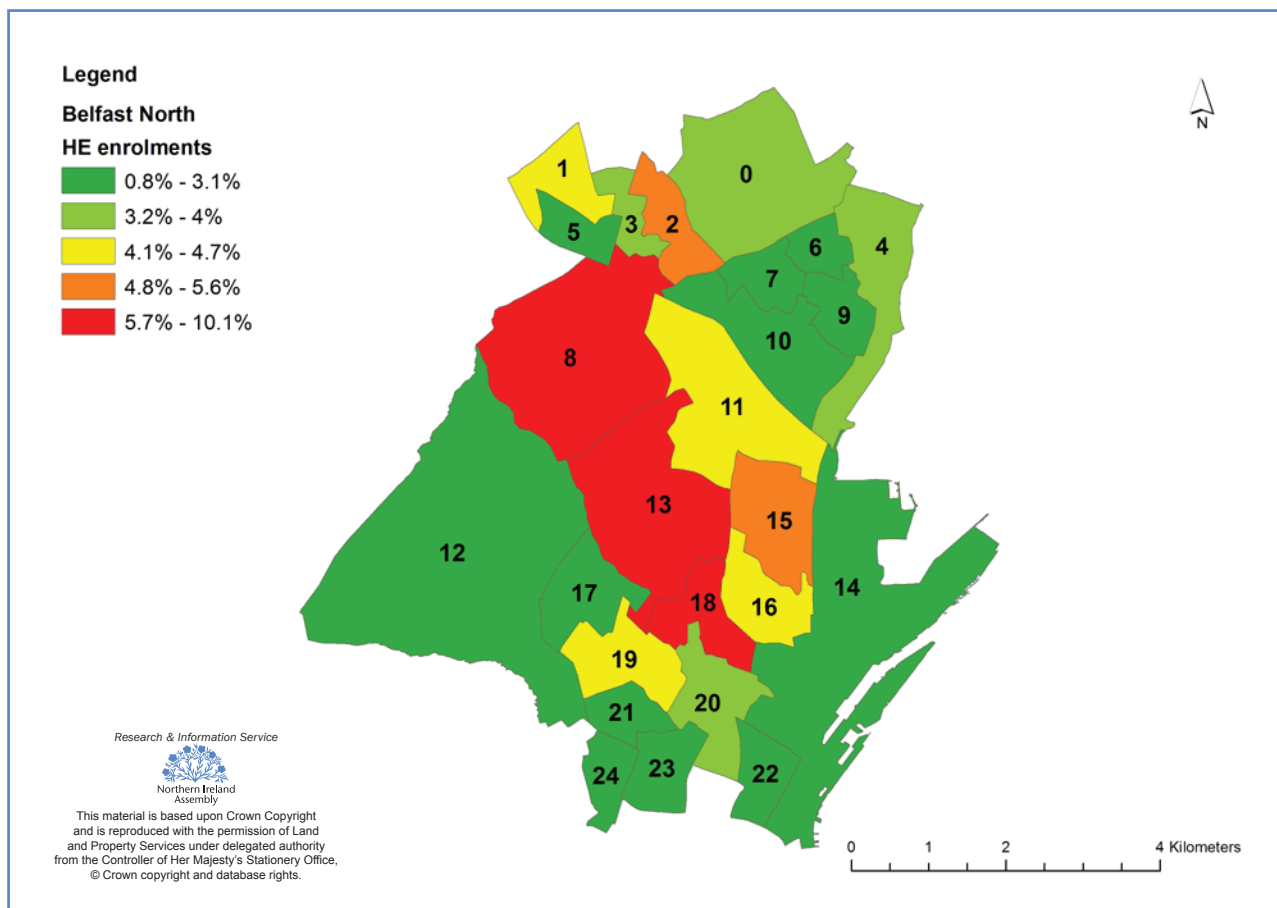 Legend
Belfast North
HE enrolments
0.8% - 3.1%
3.2% - 4%
4.1% - 4.7%
4.8% - 5.6%
5.7% - 10.1%
N
0
1
2
3
4
5
6
7
8
9
10
11
12
13
14
15
16
17
18
19
20
21
22
23
24
Research & Information Service
Northern Ireland
Assembly
This material is based upon Crown Copyright
and is reproduced with the permission of Land
and Property Services under delegated authority
from the Controller of Her Majesty's Stationery Office,
© Crown copyright and database rights.
0 1 2 4 Kilometers